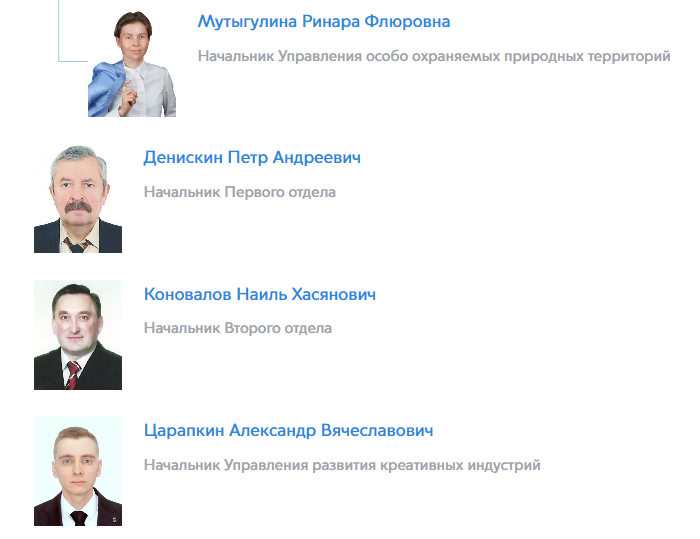 Мутыгулина Ринара Флюровна
Начальник Управления особо охраняемых природных территорий
Денискин Петр Андреевич
Начальник Первого отдела
Коновалов Наиль Хасянович
Начальник Второго отдела
Царапкин Александр Вячеславович
Начальник Управления развития креативных индустрий